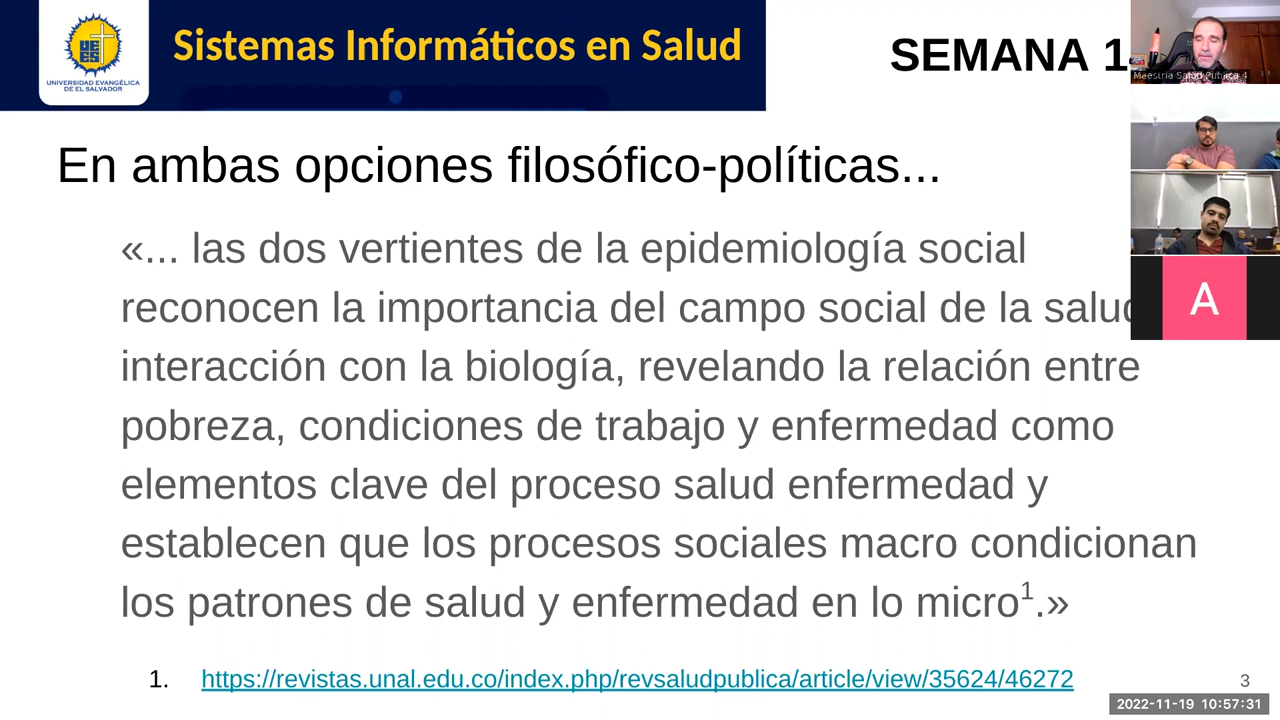 UNIVERSIDAD EVANGÉLICA
DE EL SALVADOR
Sistemas Informáticos en Salud
SEMANA 1
Maestria Salud Publica 4
En ambas opciones filosófico-políticas...
«... las dos vertientes de la epidemiología social
reconocen la importancia del campo social de la salud
interacción con la biología, revelando la relación entre
pobreza, condiciones de trabajo y enfermedad como
elementos clave del proceso salud enfermedad y
establecen que los procesos sociales macro condicionan
los patrones de salud y enfermedad en lo micro1.»
A
1. https://revistas.unal.edu.co/index.php/revsaludpublica/article/view/35624/46272
3
2022-11-19 10:57:31